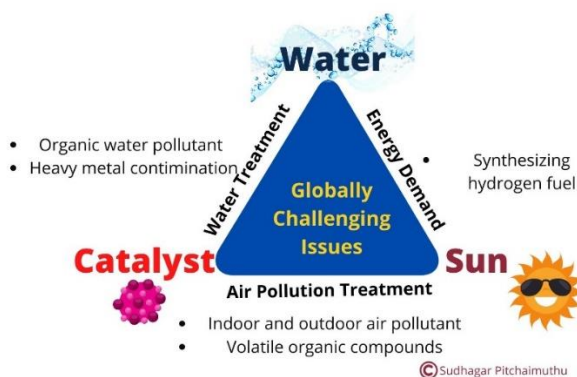 Water
Water Treatment
Energy Demand
• Organic water pollutant
• Heavy metal contimination
• Synthesizing
hydrogen fuel
Globally
Challenging
Issues
Catalyst
Sun
Air Pollution Treatment
• Indoor and outdoor air pollutant
• Volatile organic compounds
©Sudhagar Pitchaimuthu